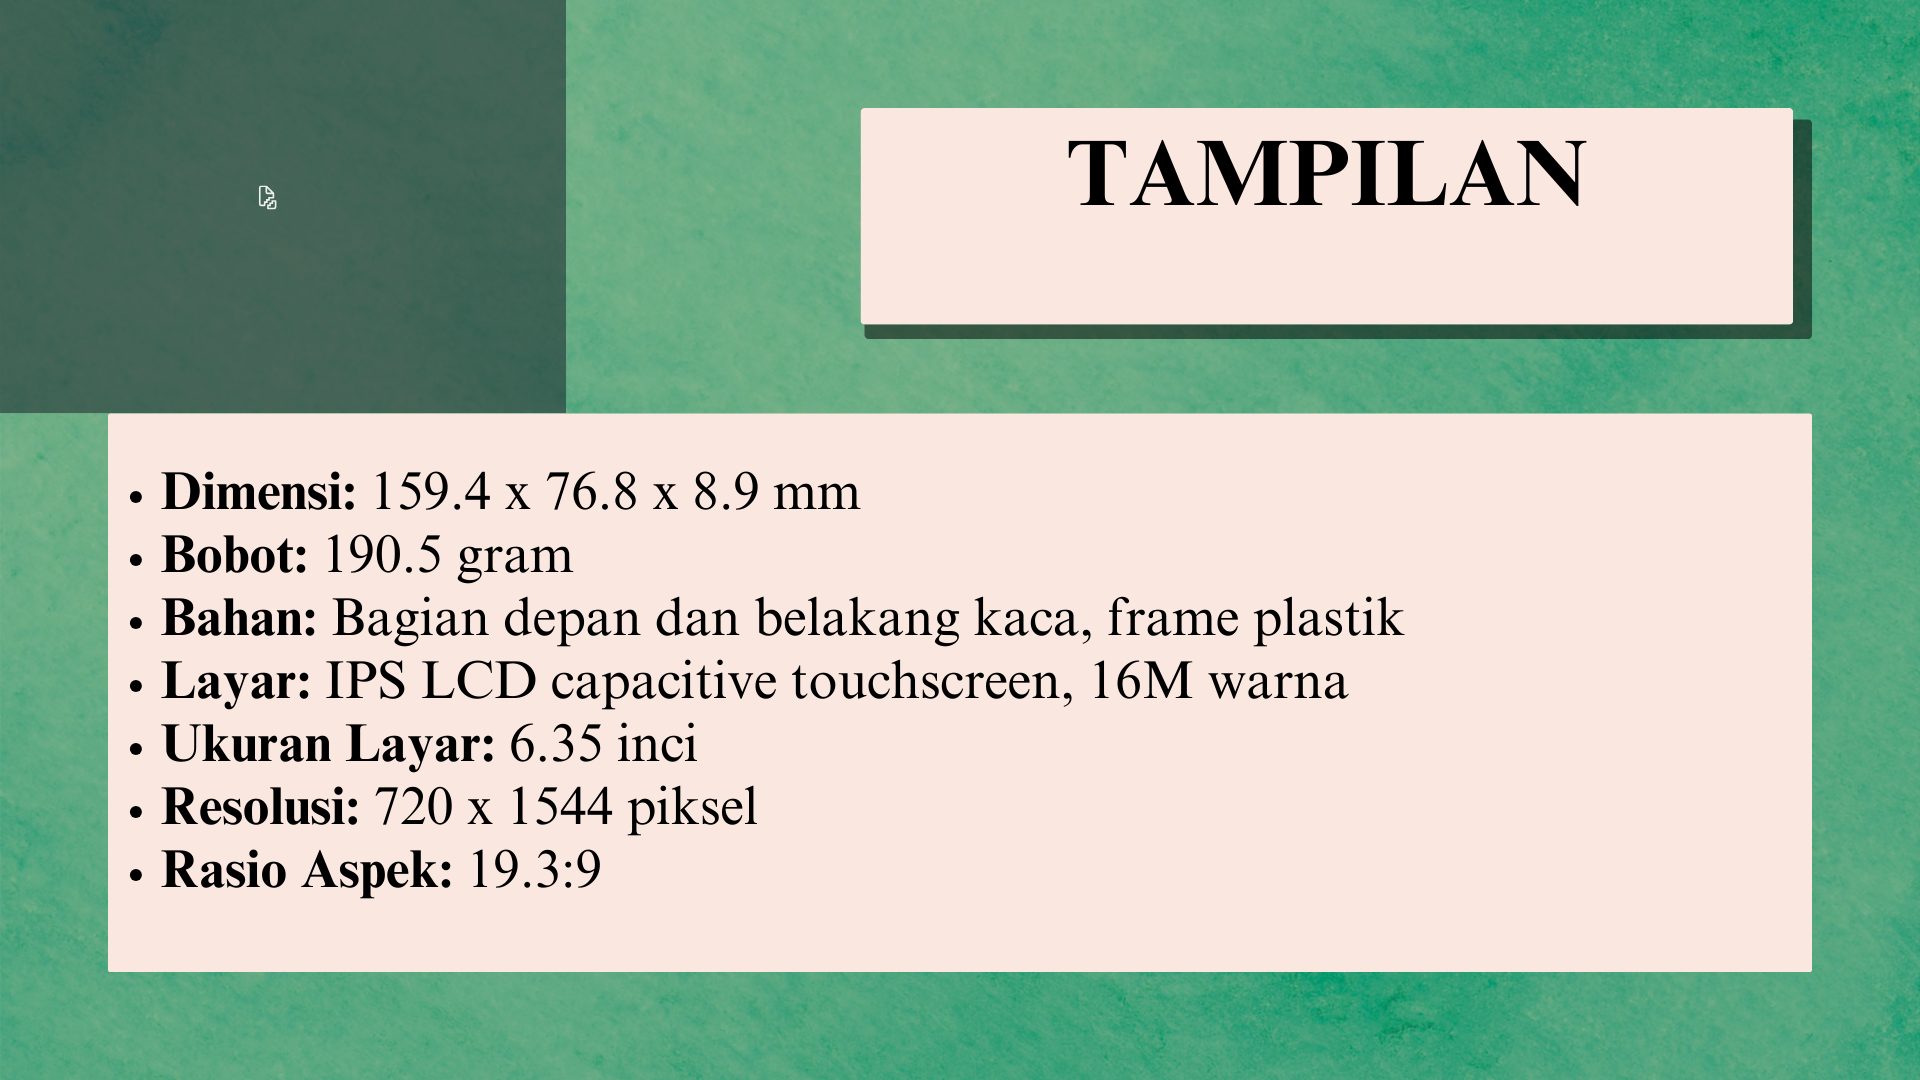 TAMPILAN
• Dimensi: 159.4 x 76.8 x 8.9 mm
• Bobot: 190.5 gram
• Bahan: Bagian depan dan belakang kaca, frame plastik
• Layar: IPS LCD capacitive touchscreen, 16M warna
• Ukuran Layar: 6.35 inci
• Resolusi: 720 x 1544 piksel
• Rasio Aspek: 19.3:9